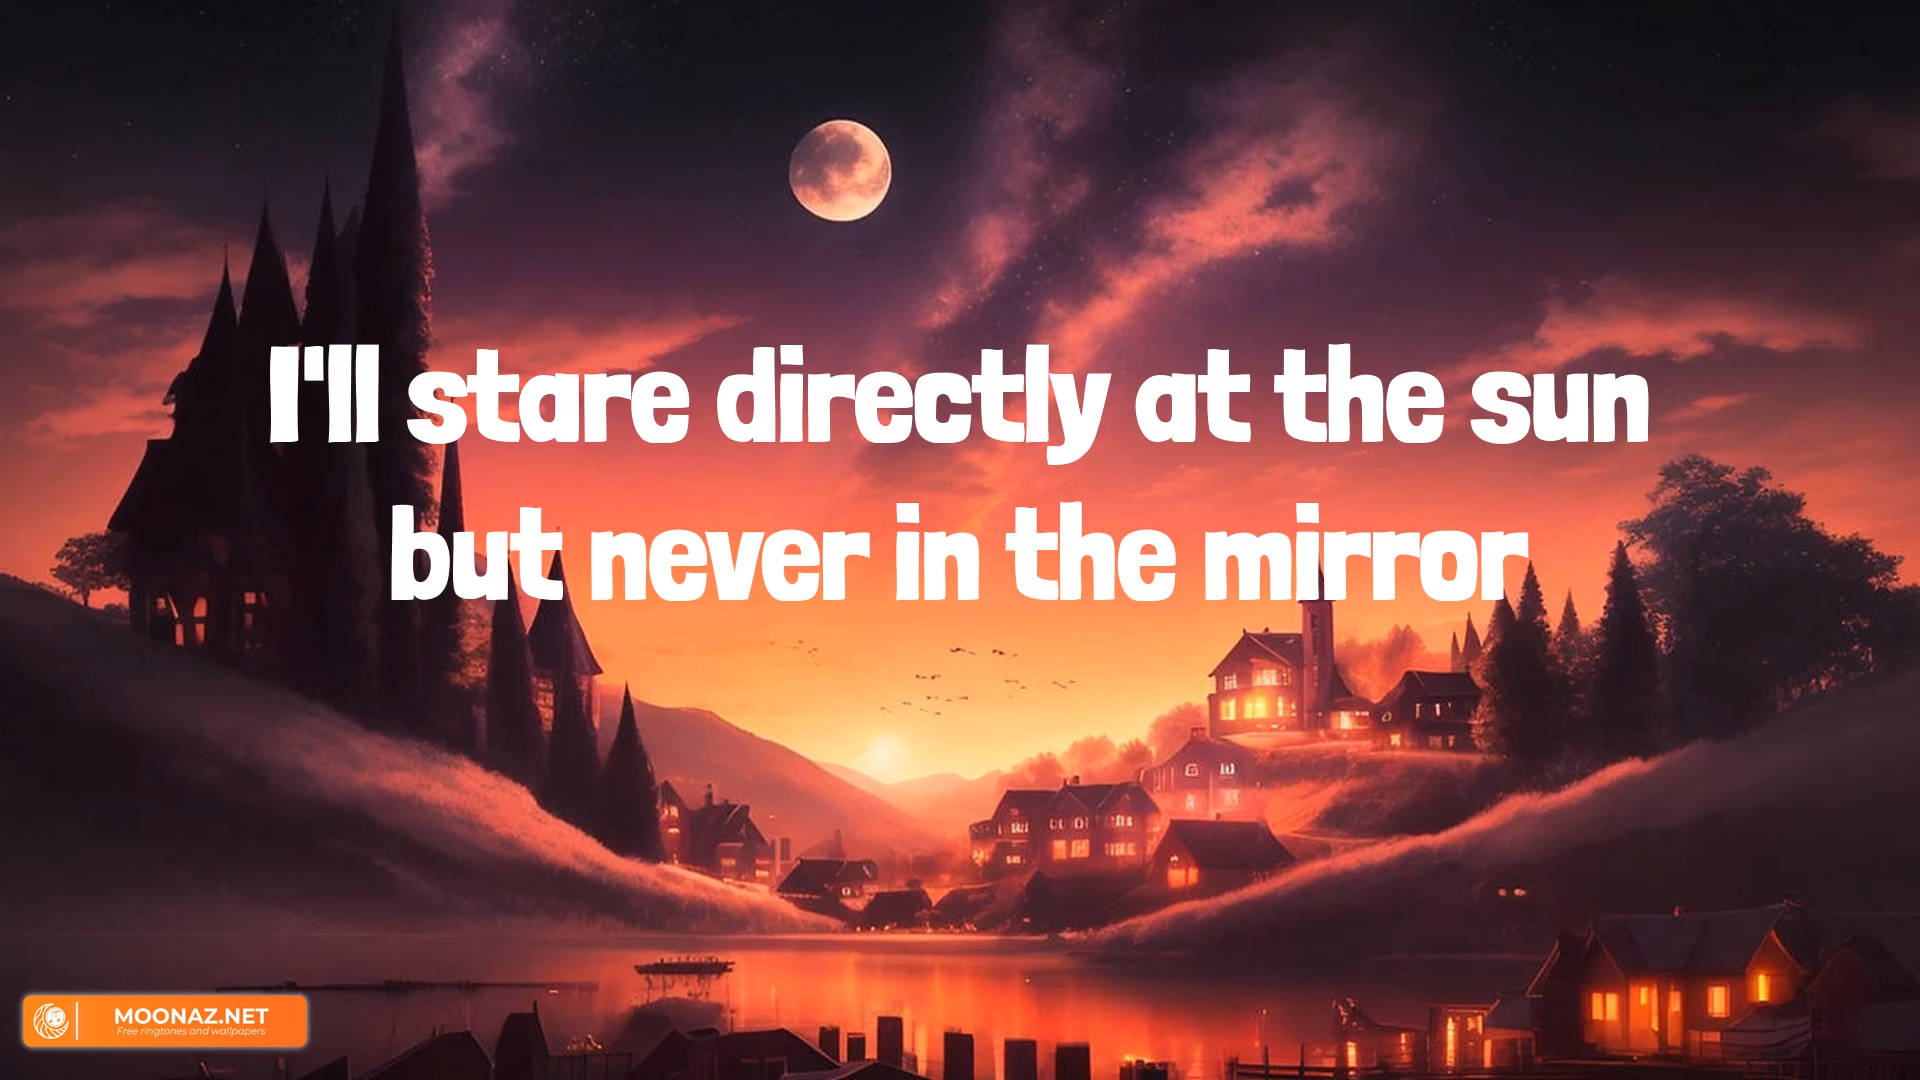 I'll stare directly at the sun
but never in the mirror
MOONAZ.NET
Free ringtones and wallpapers